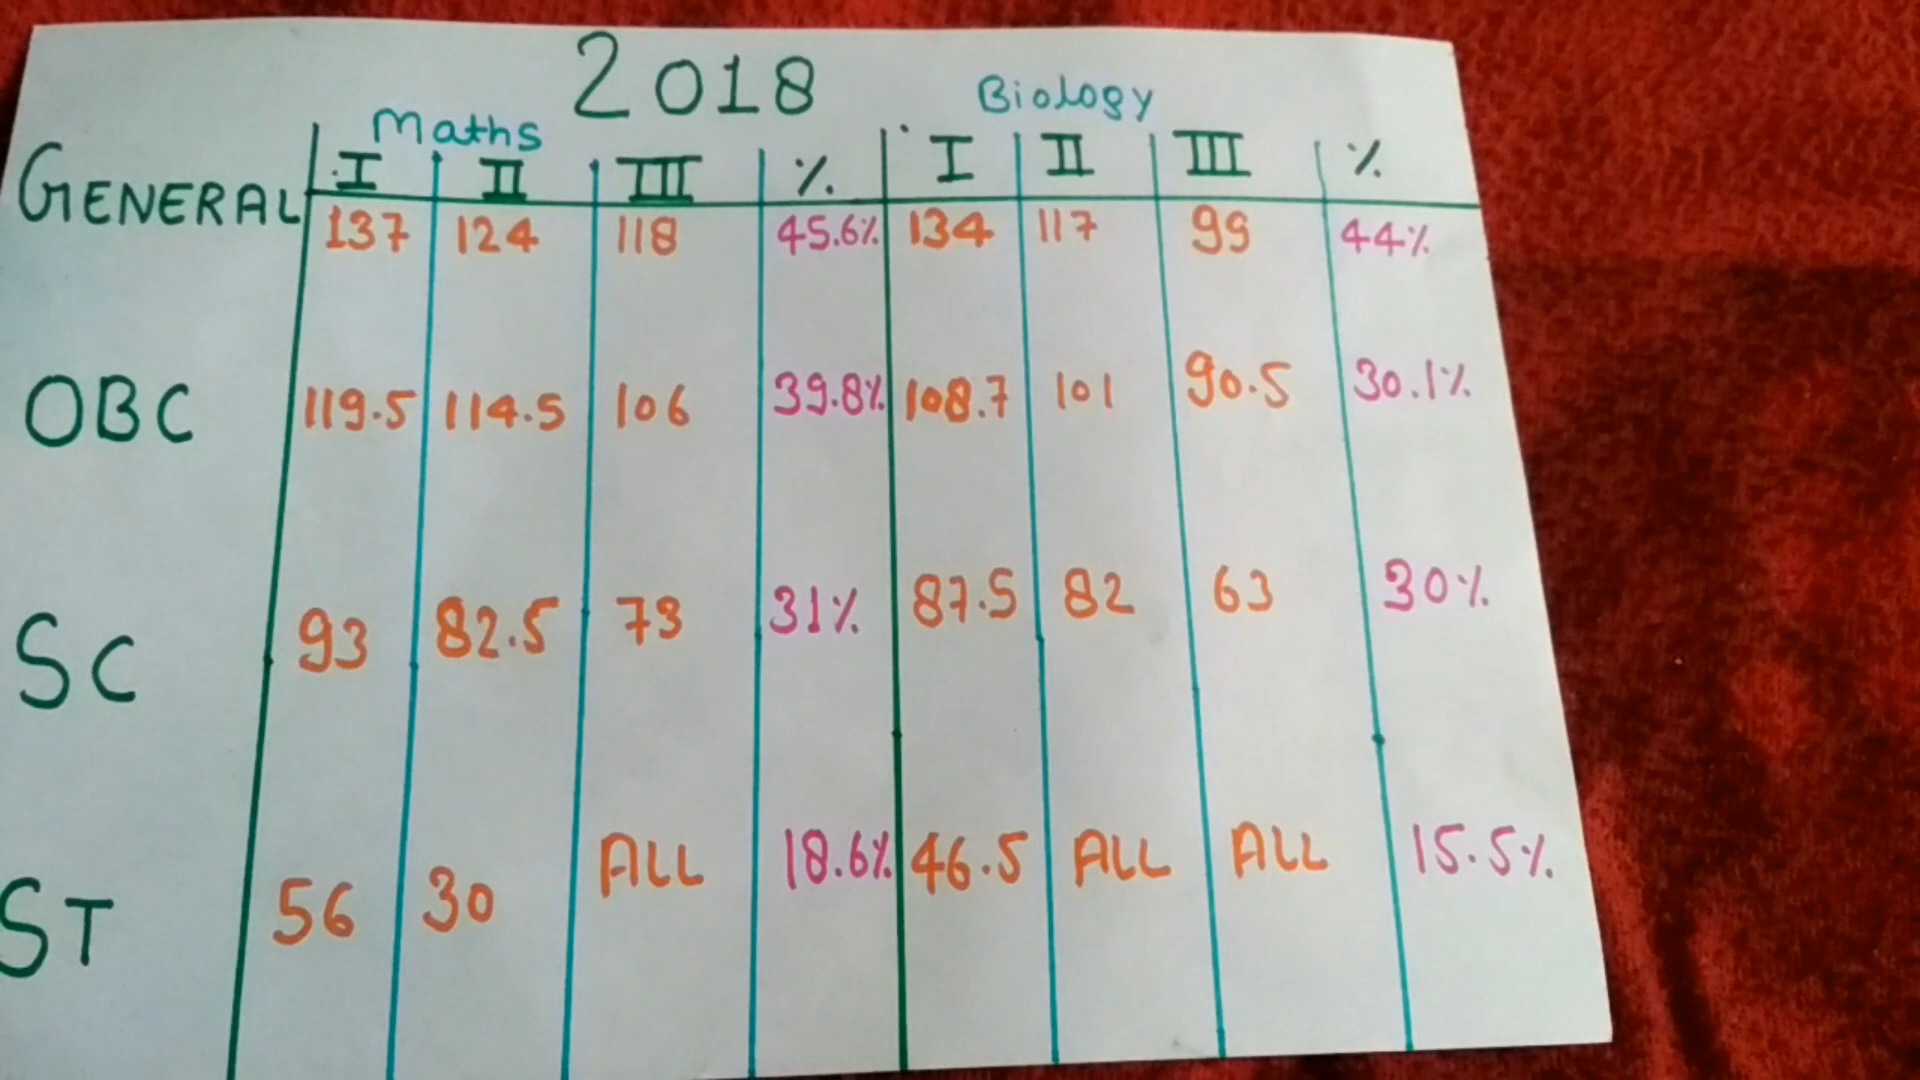 2018
Maths Biology
GENERAL I II III % I II III %
137 124 118 45.6% 134 117 99 44%
OBC 119.5 114.5 106 39.8% 108.7 101 90.5 30.1%
SC 93 82.5 73 31% 87.5 82 63 30%
ST 56 30 ALL 18.6% 46.5 ALL ALL 15.5%